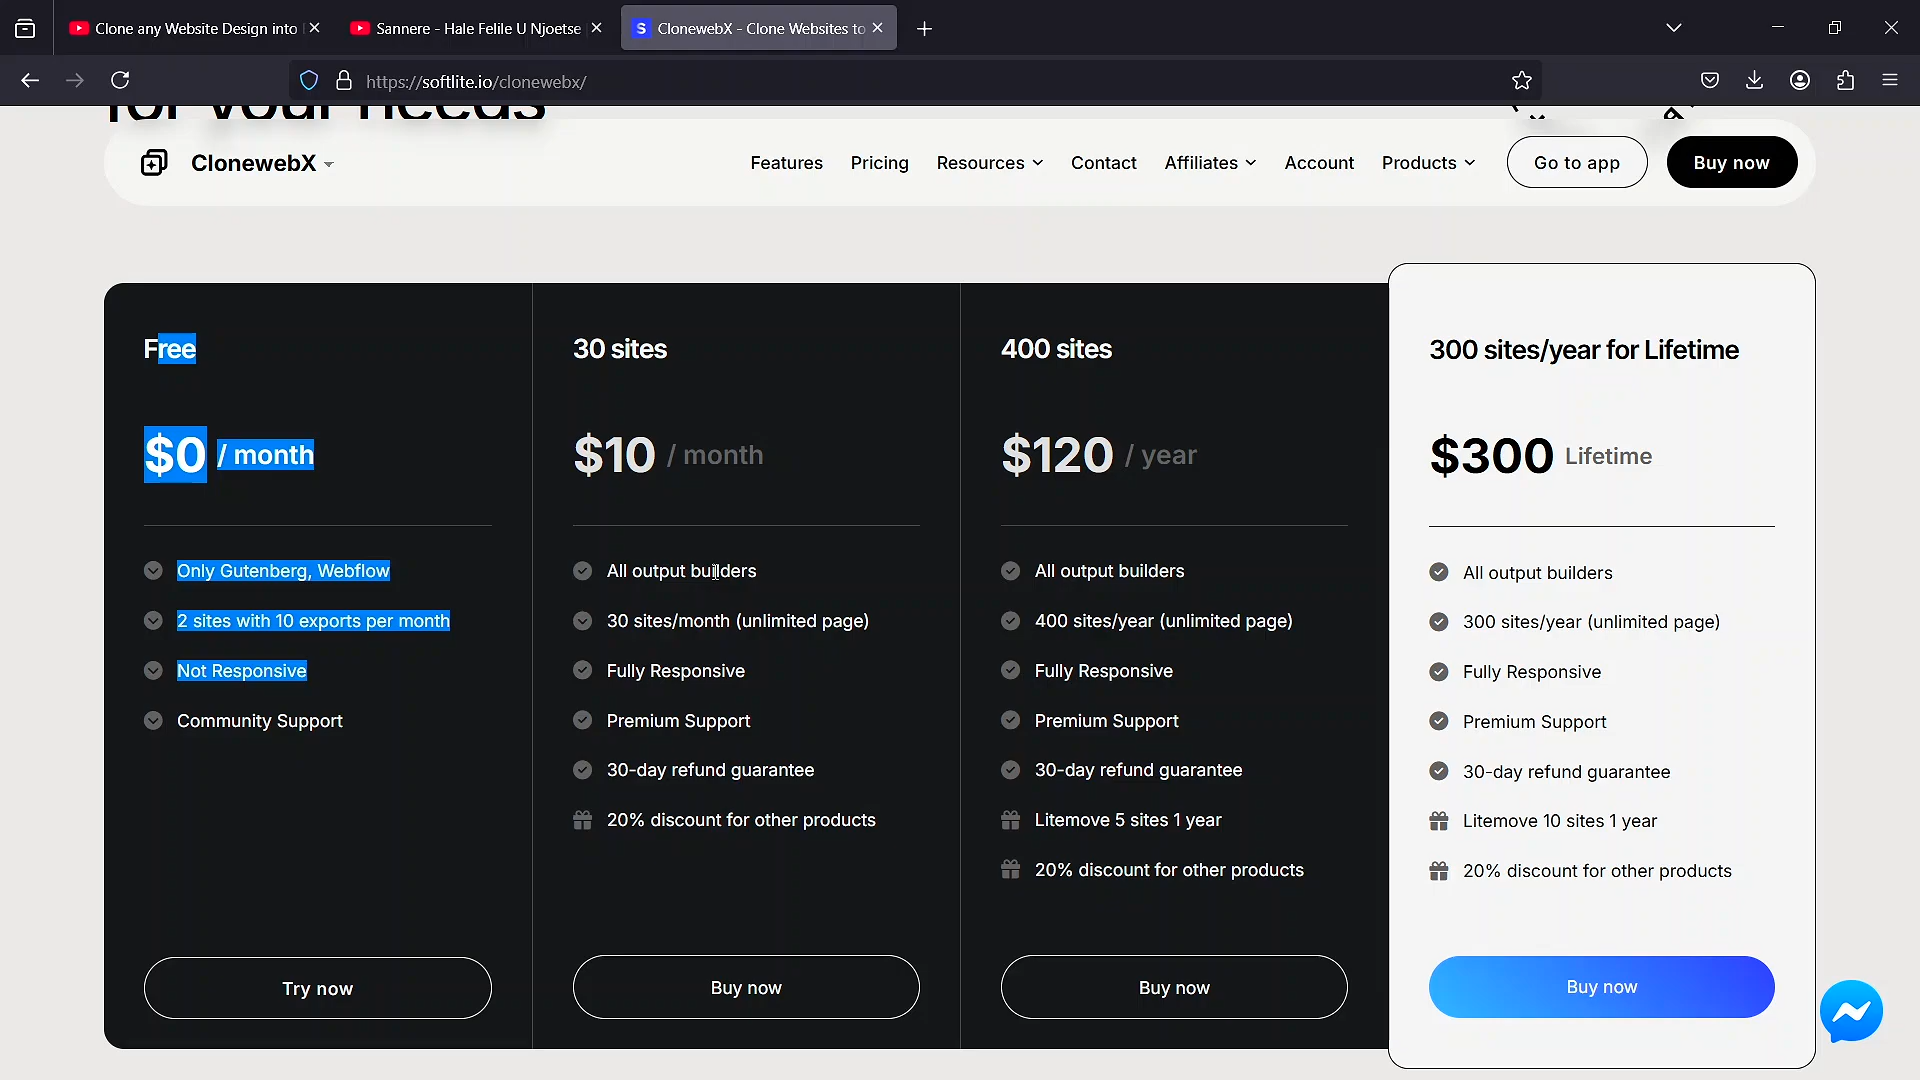 Clone any Website Design into
Sannere - Hale Felile U Njoetse
ClonewebX - Clone Websites to
https://softlite.io/clonewebx/
for your needs
ClonewebX
Features
Pricing
Resources
Contact
Affiliates
Account
Products
Go to app
Buy now
Free
$0 / month
Only Gutenberg, Webflow
2 sites with 10 exports per month
Not Responsive
Community Support
Try now
30 sites
$10 / month
All output builders
30 sites/month (unlimited page)
Fully Responsive
Premium Support
30-day refund guarantee
20% discount for other products
Buy now
400 sites
$120 / year
All output builders
400 sites/year (unlimited page)
Fully Responsive
Premium Support
30-day refund guarantee
Litemove 5 sites 1 year
20% discount for other products
Buy now
300 sites/year for Lifetime
$300 Lifetime
All output builders
300 sites/year (unlimited page)
Fully Responsive
Premium Support
30-day refund guarantee
Litemove 10 sites 1 year
20% discount for other products
Buy now